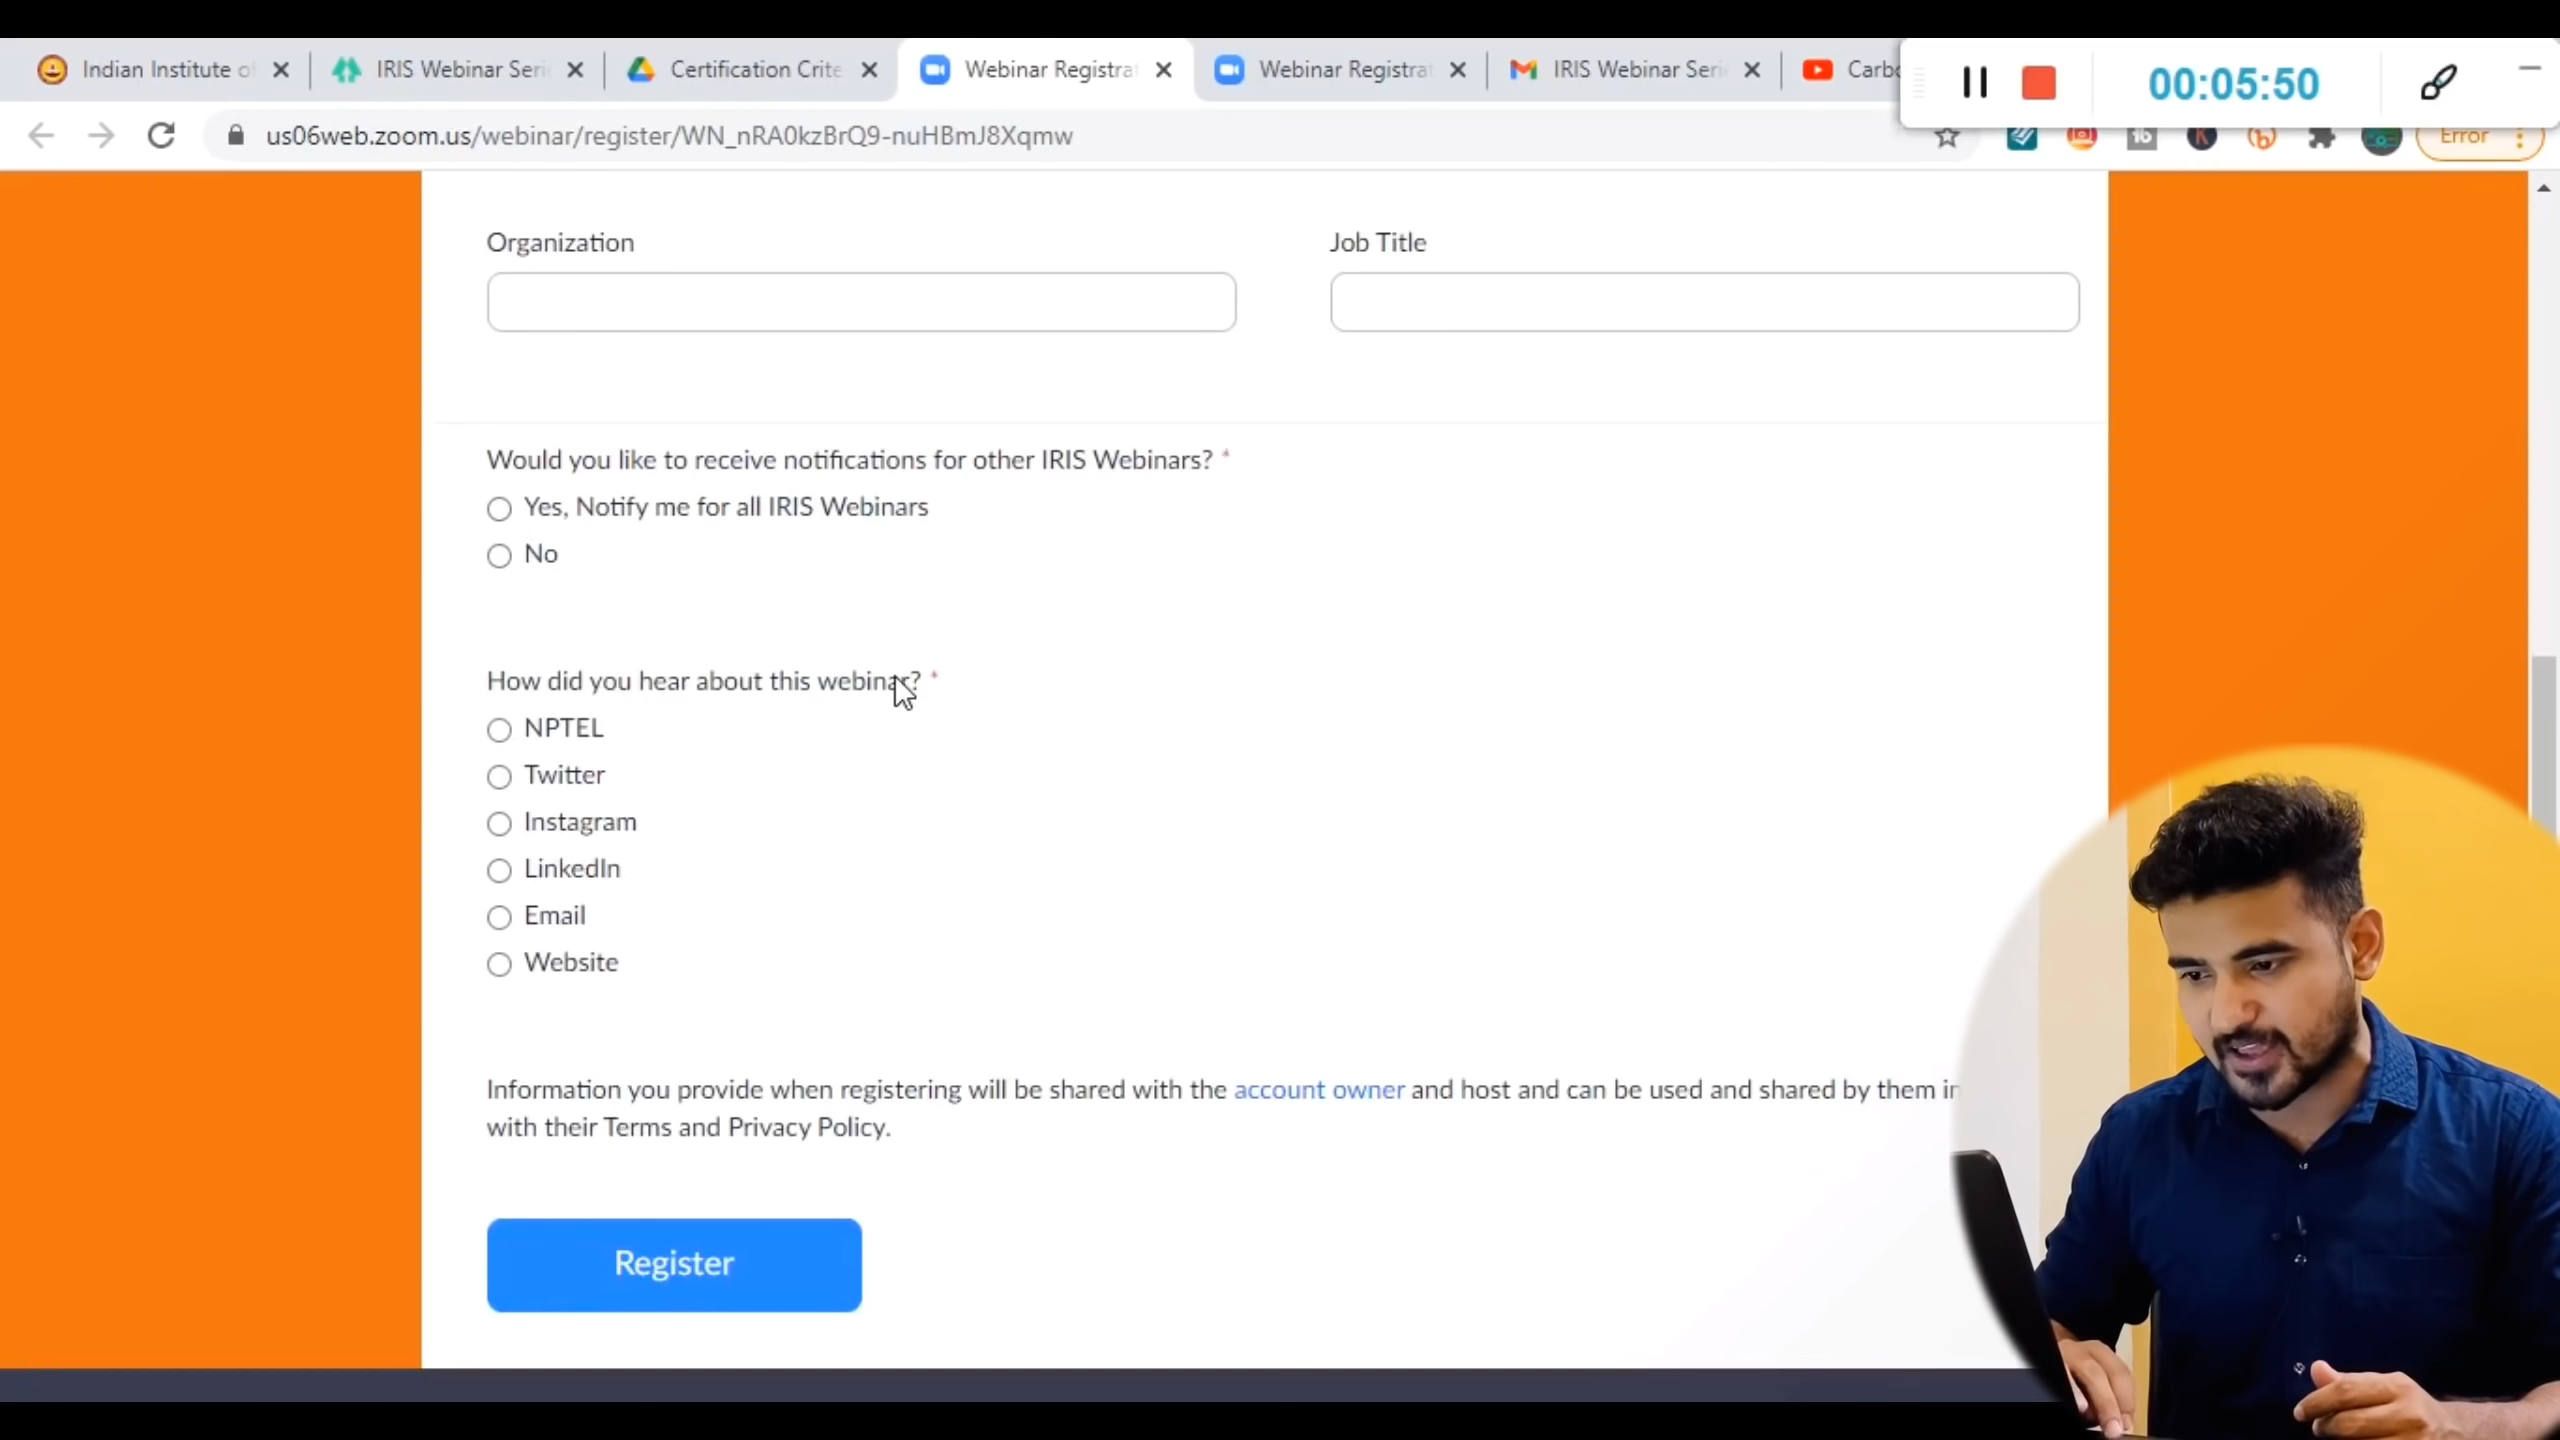 Indian Institute o
IRIS Webinar Seri
Certification Crite
Webinar Registra
Webinar Registrat
IRIS Webinar Seri
Carbo
00:05:50
us06web.zoom.us/webinar/register/WN_nRA0kzBrQ9-nuHBmJ8Xqmw
Error
Organization
Job Title
Would you like to receive notifications for other IRIS Webinars? *
Yes, Notify me for all IRIS Webinars
No
How did you hear about this webinar? *
NPTEL
Twitter
Instagram
LinkedIn
Email
Website
Information you provide when registering will be shared with the account owner and host and can be used and shared by them in
with their Terms and Privacy Policy.
Register